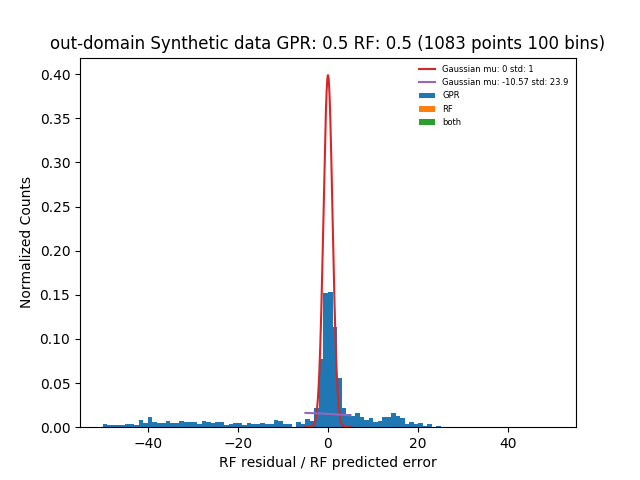 out-domain Synthetic data GPR: 0.5 RF: 0.5 (1083 points 100 bins)
Gaussian mu: 0 std: 1
Gaussian mu: -10.57 std: 23.9
GPR
RF
both
0.40
0.35
0.30
0.25
0.20
0.15
0.10
0.05
0.00
Normalized Counts
−40
−20
0
20
40
RF residual / RF predicted error